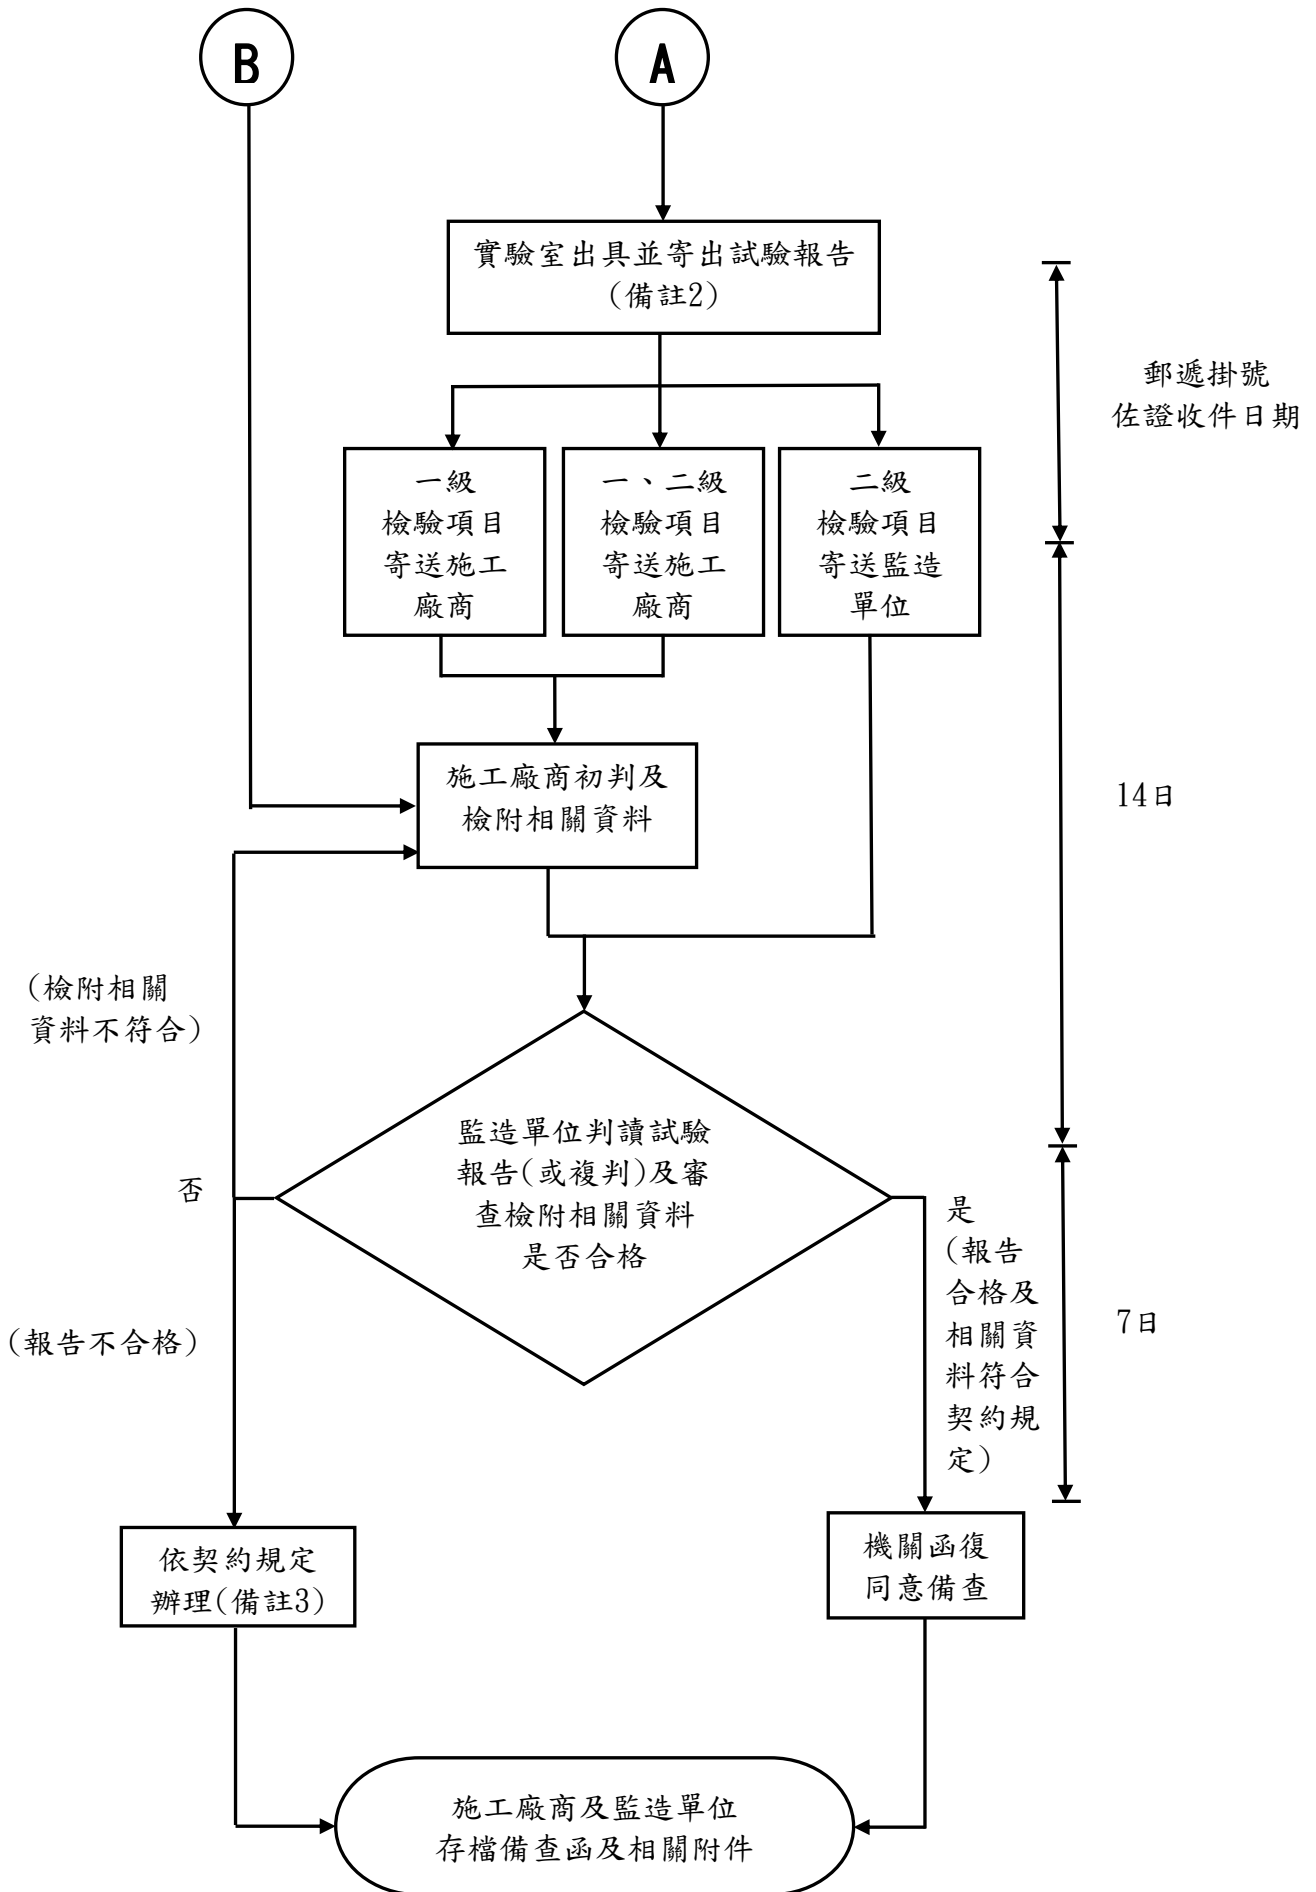 B
A
實驗室出具並寄出試驗報告
(備註2)
郵遞掛號
佐證收件日期
一級
檢驗項目
寄送施工
廠商
一、二級
檢驗項目
寄送施工
廠商
二級
檢驗項目
寄送監造
單位
施工廠商初判及
檢附相關資料
14日
(檢附相關
資料不符合)
監造單位判讀試驗
報告(或複判)及審
查檢附相關資料
是否合格
否
是
(報告
合格及
相關資
料符合
契約規
定)
(報告不合格)
7日
依契約規定
辦理(備註3)
機關函復
同意備查
施工廠商及監造單位
存檔備查函及相關附件